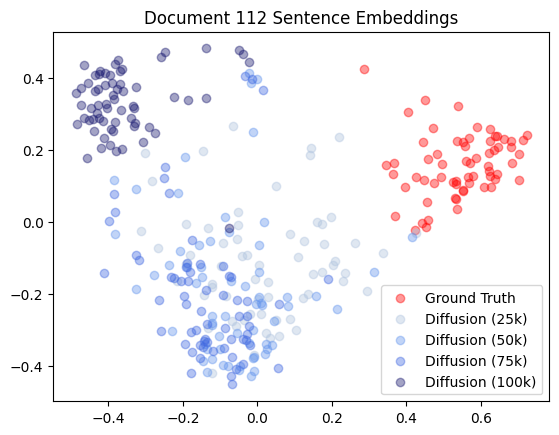 Document 112 Sentence Embeddings
0.4
0.2
0.0
−0.2
−0.4
−0.4
−0.2
0.0
0.2
0.4
0.6
Ground Truth
Diffusion (25k)
Diffusion (50k)
Diffusion (75k)
Diffusion (100k)